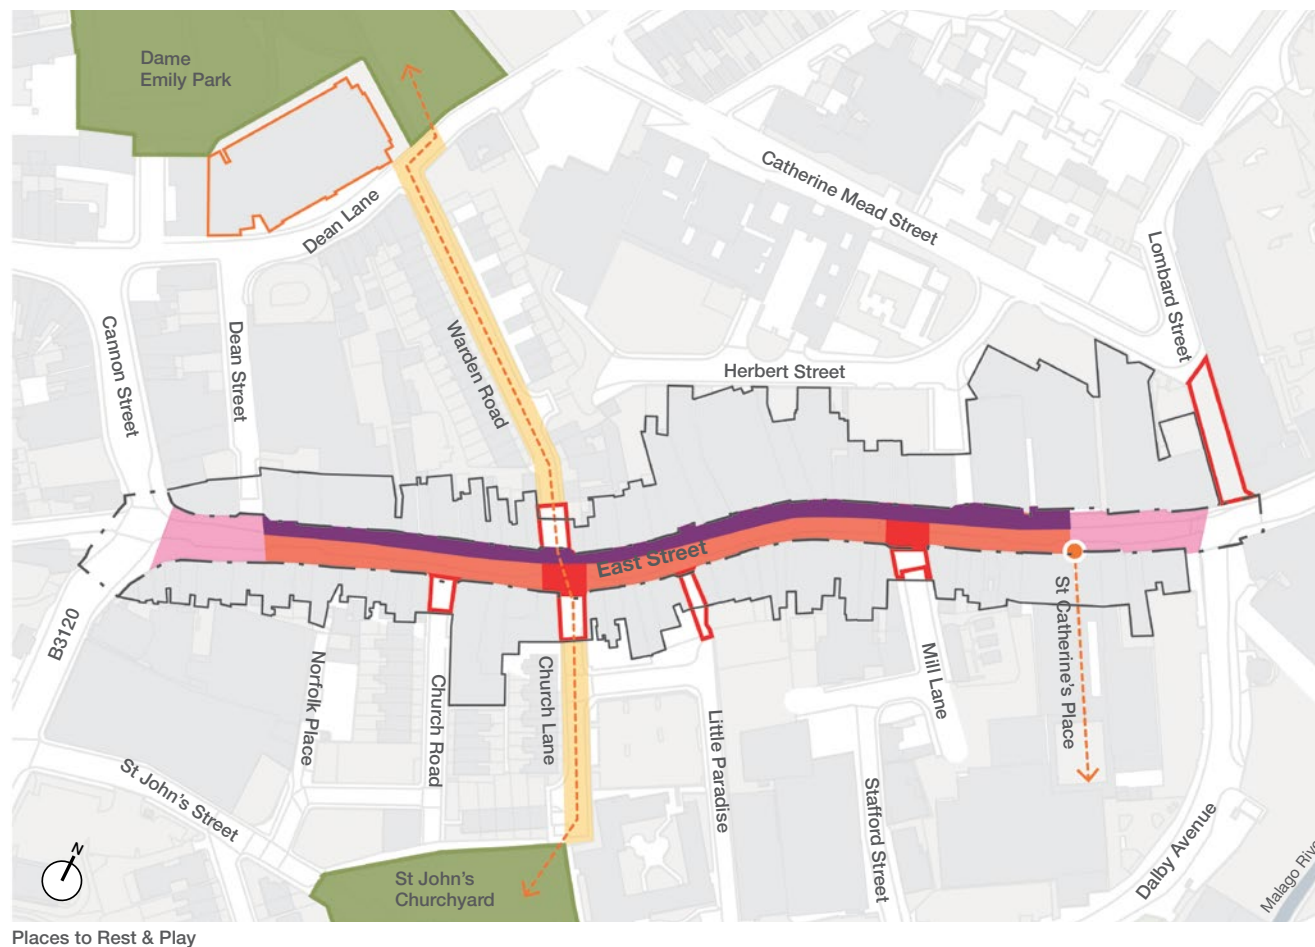 Dame
Emily Park
Catherine Mead Street
Dean Lane
Lombard Street
Cannon Street
Dean Street
Warden Road
Herbert Street
East Street
B3120
Norfolk Place
Church Road
Church Lane
Little Paradise
Mill Lane
St Catherine's Place
Stafford Street
St John's Street
Dalby Avenue
N
St John's
Churchyard
Malago Rive
Places to Rest & Play